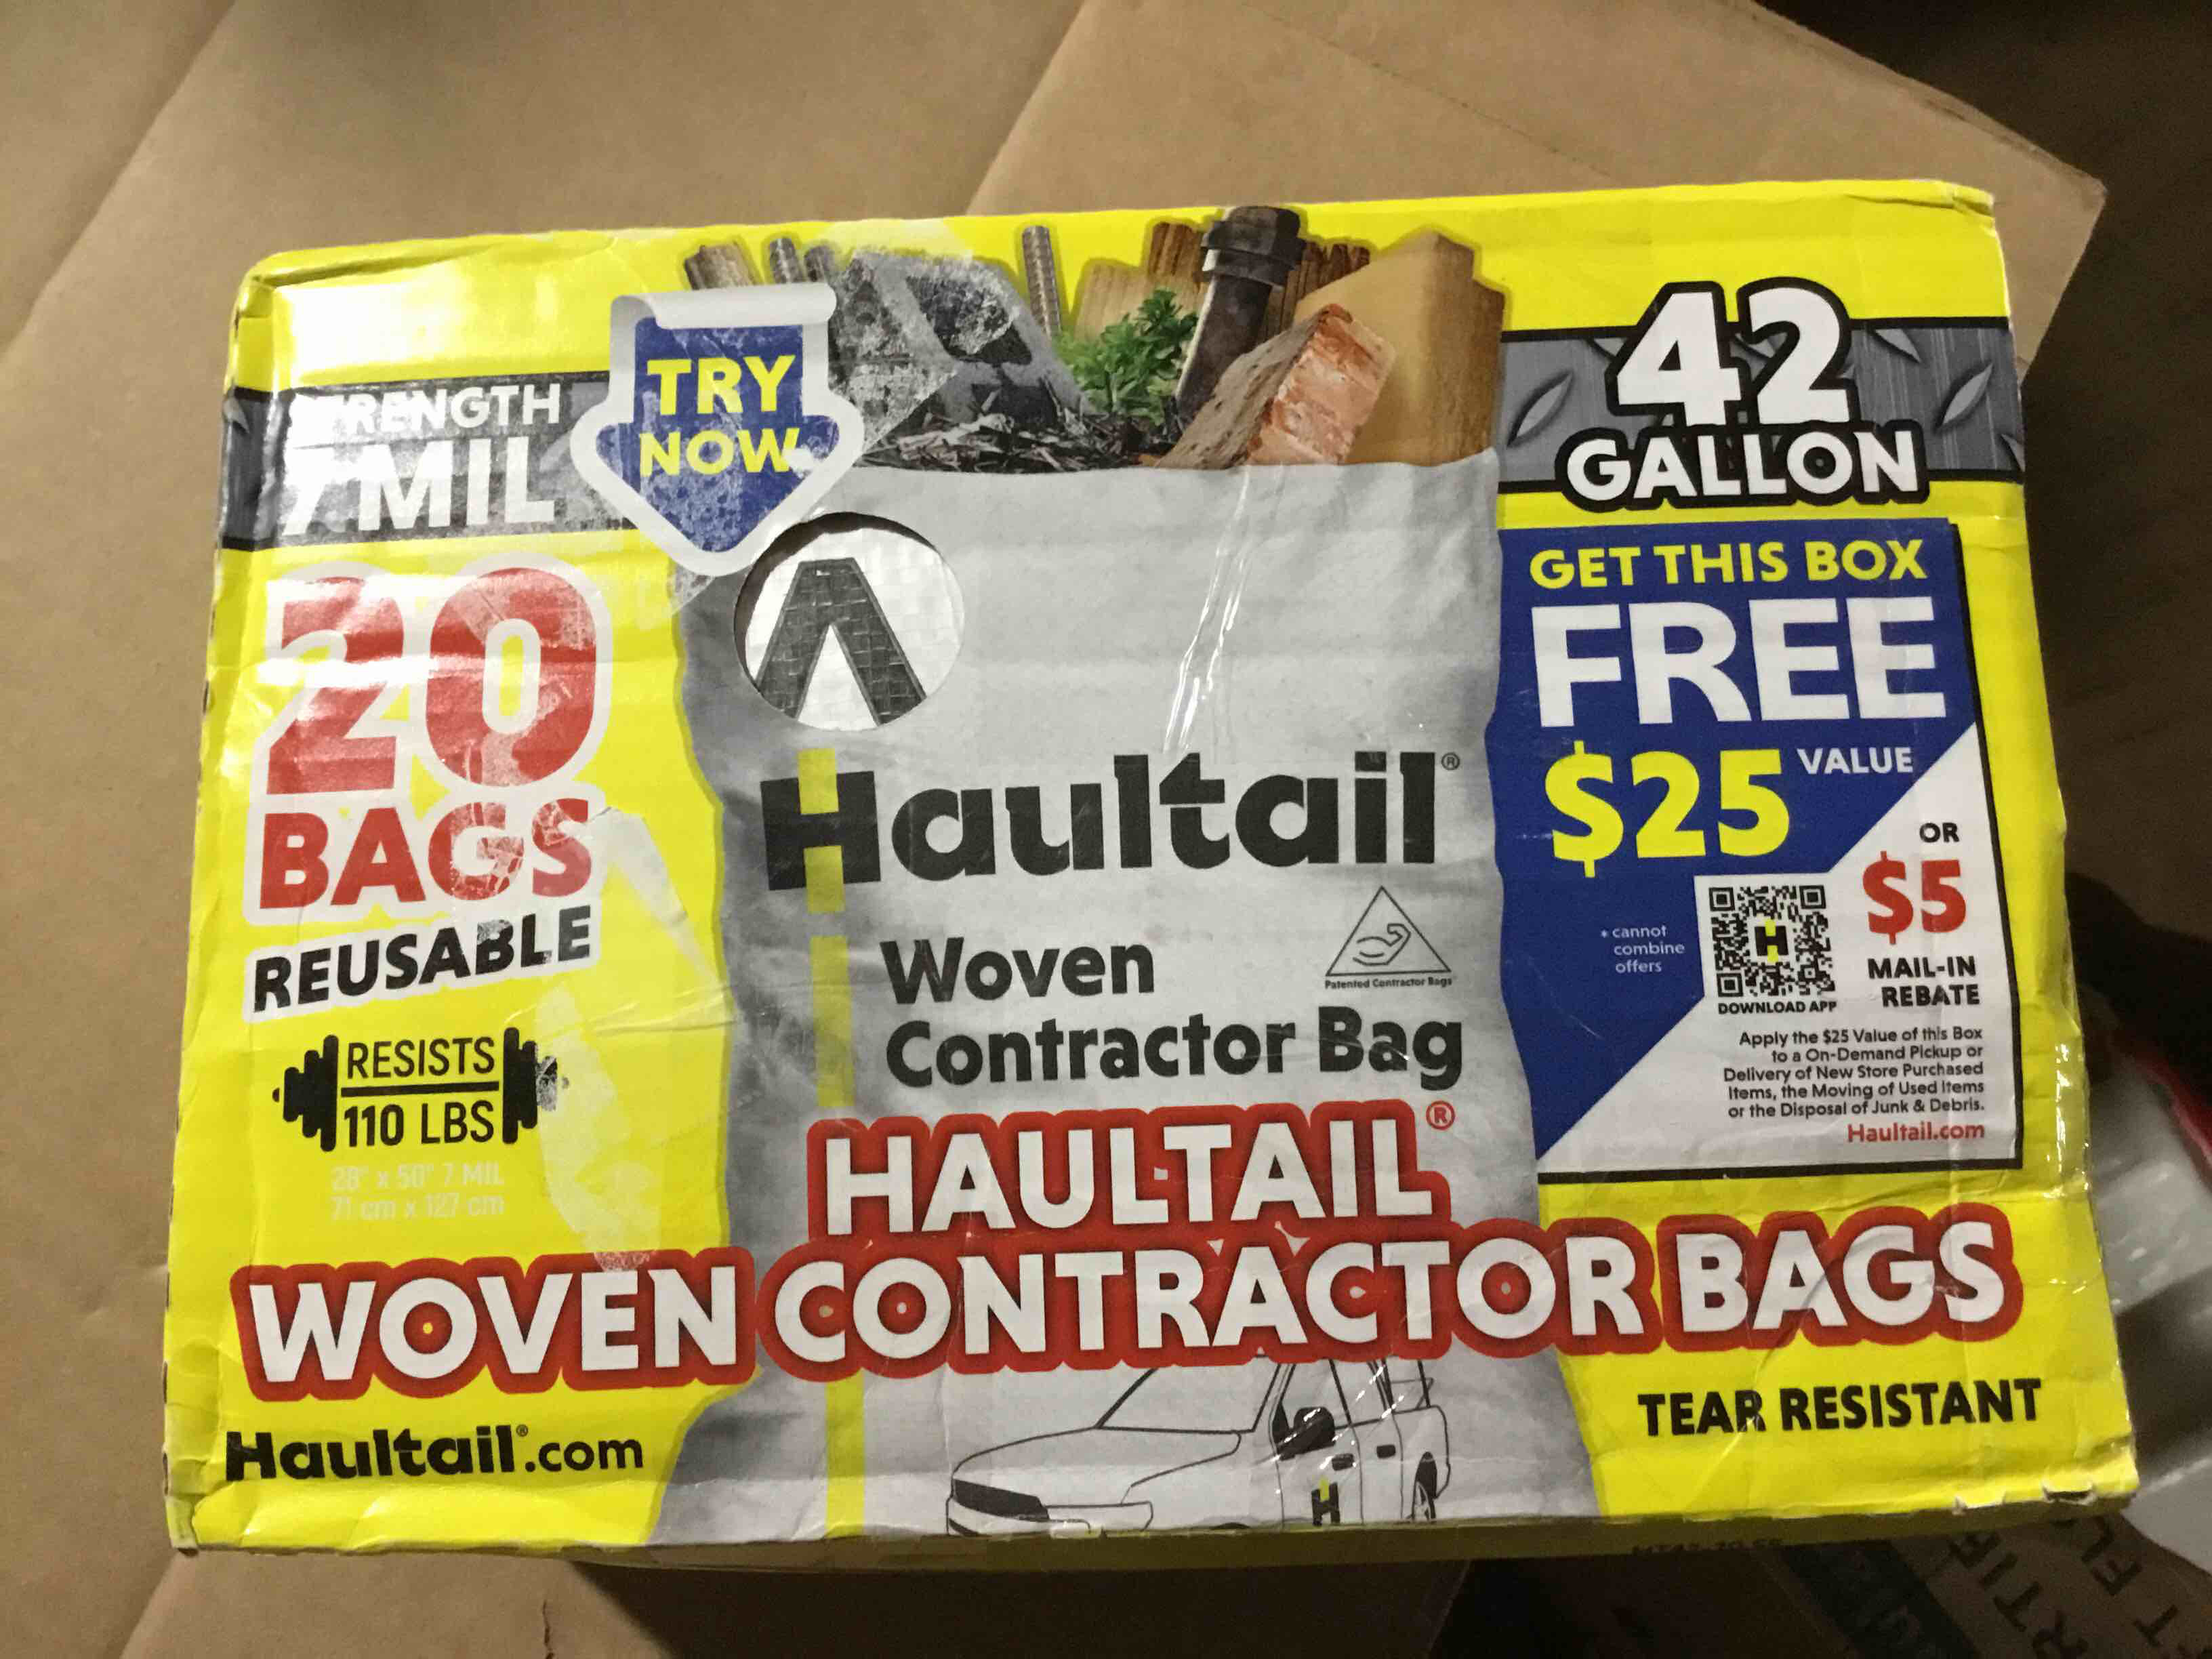 STRENGTH
7 MIL
TRY
NOW
42
GALLON
20
BAGS
REUSABLE
RESISTS
110 LBS
28" x 50" 7 MIL
71 cm x 127 cm
Haultail®
Woven
Contractor Bag
Patented Contractor Bags
GET THIS BOX
FREE
$25 VALUE
OR
$5
MAIL-IN
REBATE
* cannot
combine
offers
H
DOWNLOAD APP
Apply the $25 Value of this Box
to a On-Demand Pickup or
Delivery of New Store Purchased
Items, the Moving of Used Items
or the Disposal of Junk & Debris.
Haultail.com
HAULTAIL®
WOVEN CONTRACTOR BAGS
Haultail®.com
TEAR RESISTANT
H